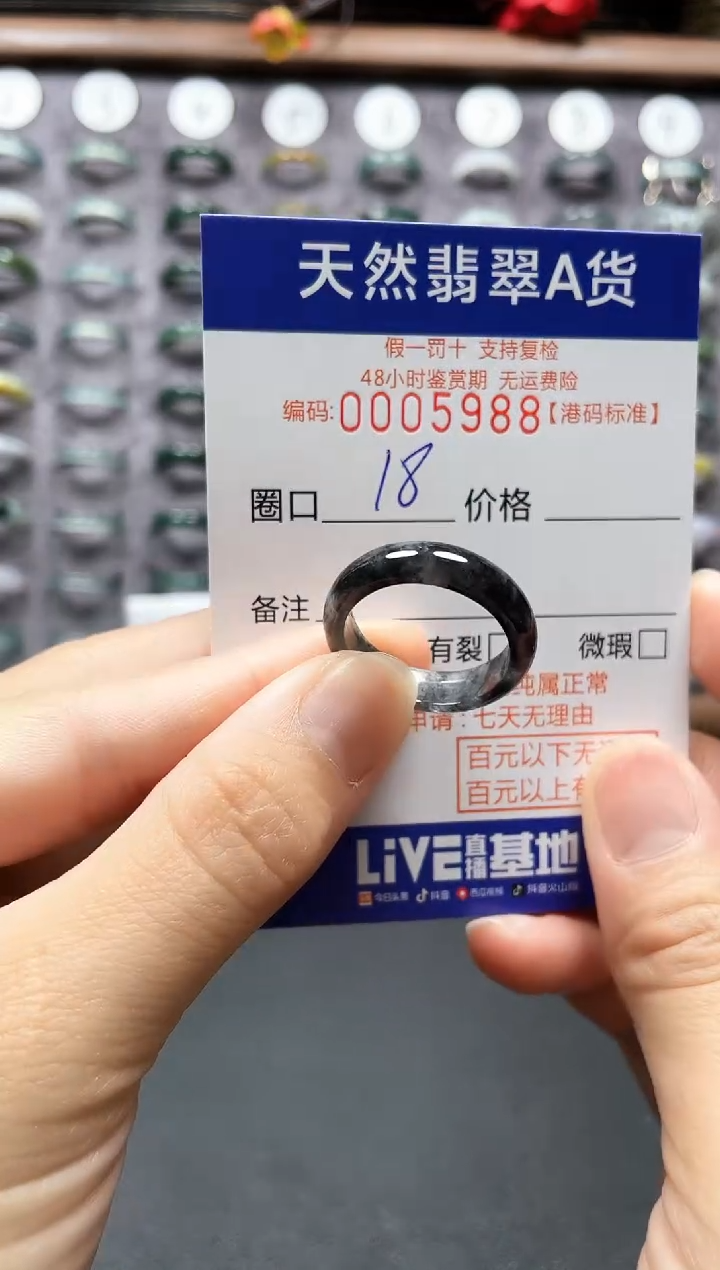 天然翡翠A货
假一罚十 支持复检
48小时鉴赏期 无运费险
编码:0005988【港码标准】
圈口 18 价格
备注
有裂 微瑕
纯属正常
申请:七天无理由
百元以下无
百元以上有
LiVE直播基地
今日头条 抖音 西瓜视频 抖音火山